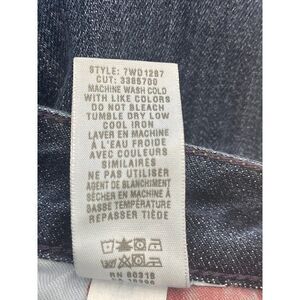 STYLE: 7WD1287
CUT: 3385700
MACHINE WASH COLD
WITH LIKE COLORS
DO NOT BLEACH
TUMBLE DRY LOW
COOL IRON
LAVER EN MACHINE
A L'EAU FROIDE
AVEC COULEURS
SIMILAIRES
NE PAS UTILISER
AGENT DE BLANCHIMENT
SÉCHER EN MACHINE À
BASSE TEMPÉRATURE
REPASSER TIÈDE
RN 80318